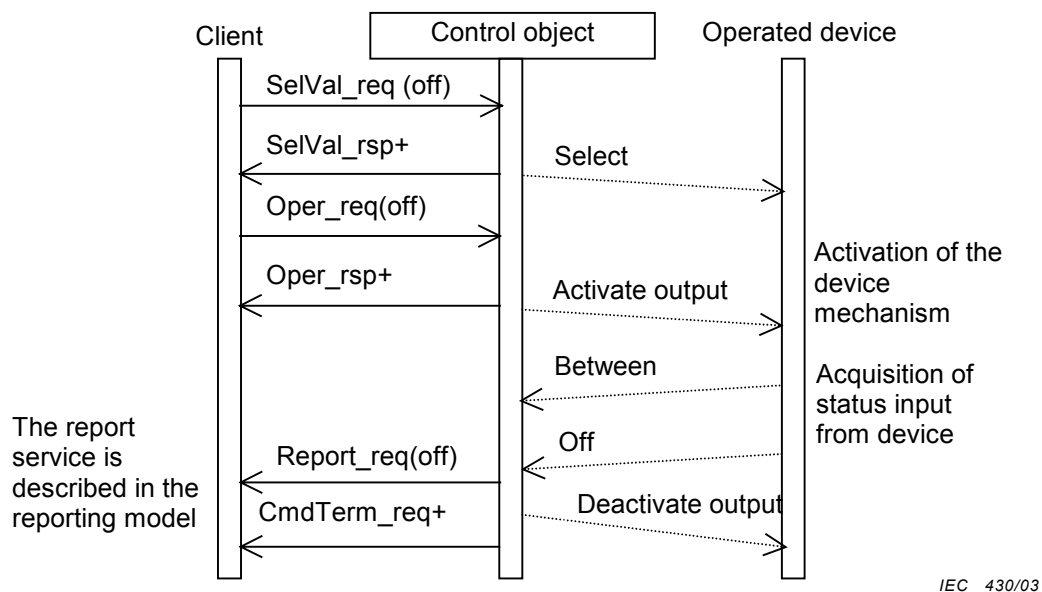 Client
Control object
Operated device
SelVal_req (off)
SelVal_rsp+
Select
Oper_req(off)
Oper_rsp+
Activate output
Activation of the
device
mechanism
Between
Acquisition of
status input
from device
The report
service is
described in the
reporting model
Off
Report_req(off)
Deactivate output
CmdTerm_req+
IEC 430/03